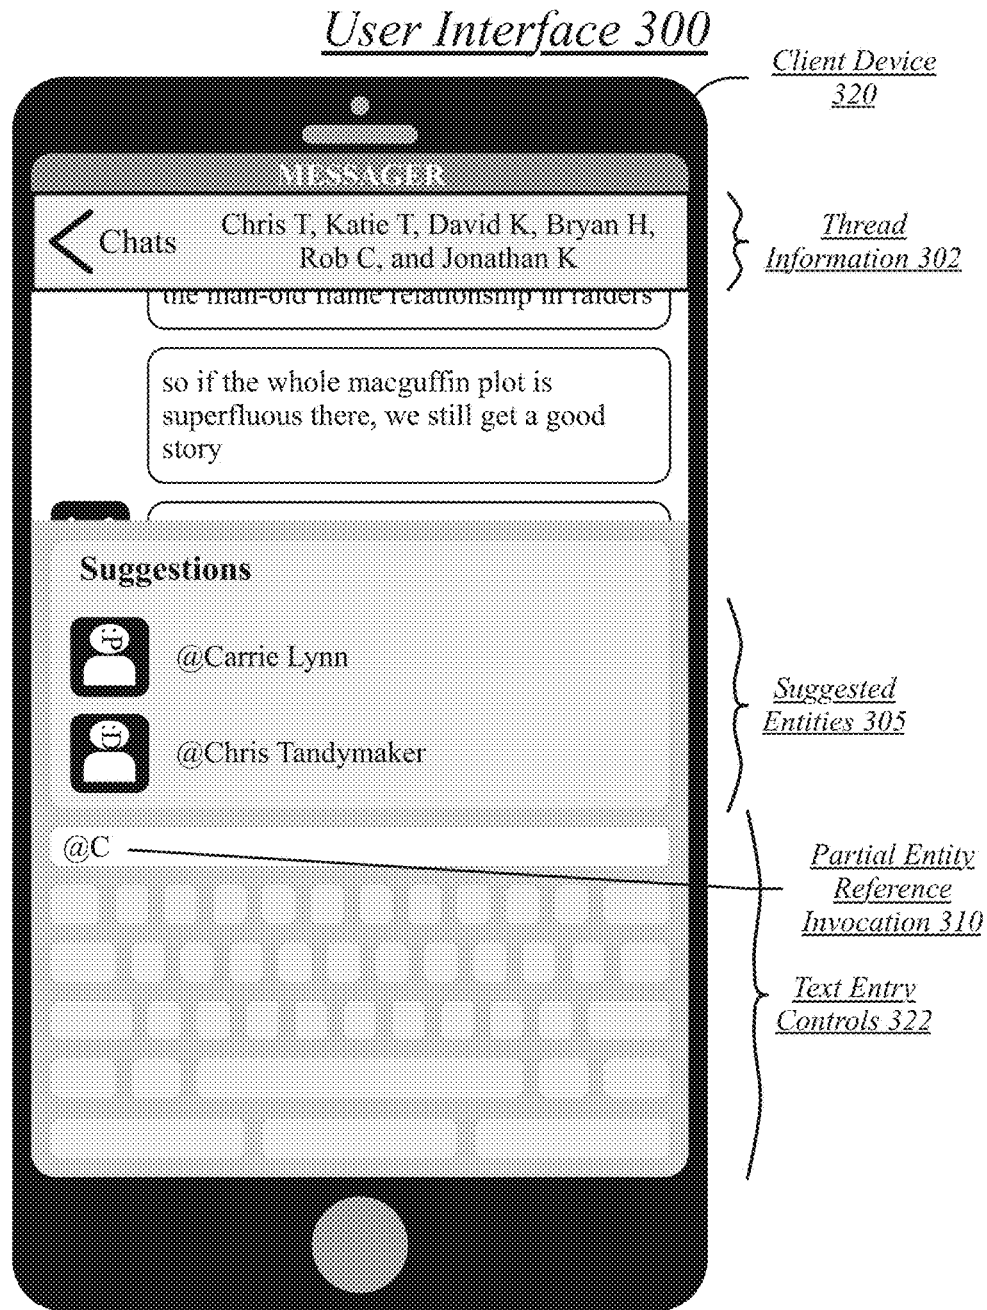 User Interface 300
Client Device
320
MESSAGER
Chats
Chris T, Katie T, David K, Bryan H,
Rob C, and Jonathan K
Thread
Information 302
the man-old flame relationship in raiders
so if the whole macguffin plot is
superfluous there, we still get a good
story
Suggestions
:P
@Carrie Lynn
:D
@Chris Tandymaker
Suggested
Entities 305
@C
Partial Entity
Reference
Invocation 310
Text Entry
Controls 322